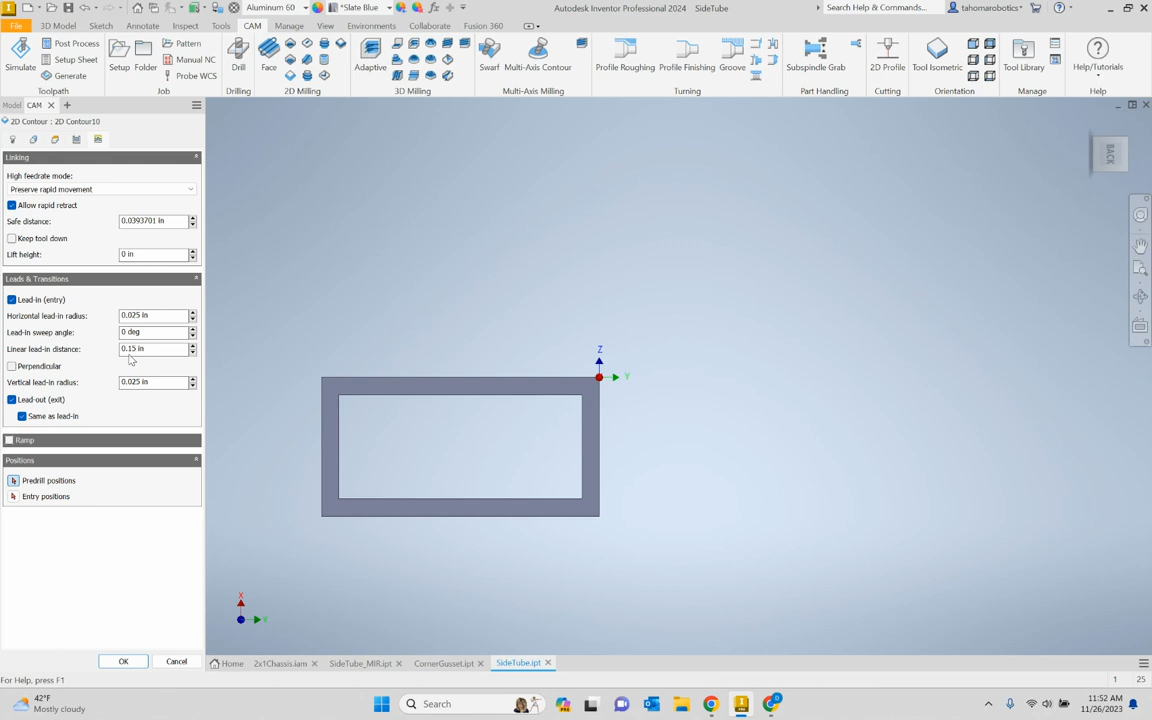 Aluminum 60
*Slate Blue
Autodesk Inventor Professional 2024 SideTube
Search Help & Commands...
tahomarobotics
File 3D Model Sketch Annotate Inspect Tools CAM Manage View Environments Collaborate Fusion 360
Simulate
Post Process
Setup Sheet
Generate
Toolpath
Setup
Folder
Pattern
Manual NC
Probe WCS
Job
Drill
Drilling
Face
2D Milling
Adaptive
3D Milling
Swarf
Multi-Axis Contour
Multi-Axis Milling
Profile Roughing
Profile Finishing
Groove
Turning
Subspindle Grab
Part Handling
2D Profile
Cutting
Tool Isometric
Orientation
Tool Library
Manage
Help/Tutorials
Help
Model CAM
2D Contour : 2D Contour10
Linking
High feedrate mode:
Preserve rapid movement
Allow rapid retract
Safe distance: 0.0393701 in
Keep tool down
Lift height: 0 in
Leads & Transitions
Lead-in (entry)
Horizontal lead-in radius: 0.025 in
Lead-in sweep angle: 0 deg
Linear lead-in distance: 0.15 in
Perpendicular
Vertical lead-in radius: 0.025 in
Lead-out (exit)
Same as lead-in
Ramp
Positions
Predrill positions
Entry positions
OK Cancel
BACK
Z
Y
X
Y
Home 2x1Chassis.iam SideTube_MIR.ipt CornerGusset.ipt SideTube.ipt
For Help, press F1
1 25
42°F
Mostly cloudy
Search
11:52 AM
11/26/2023